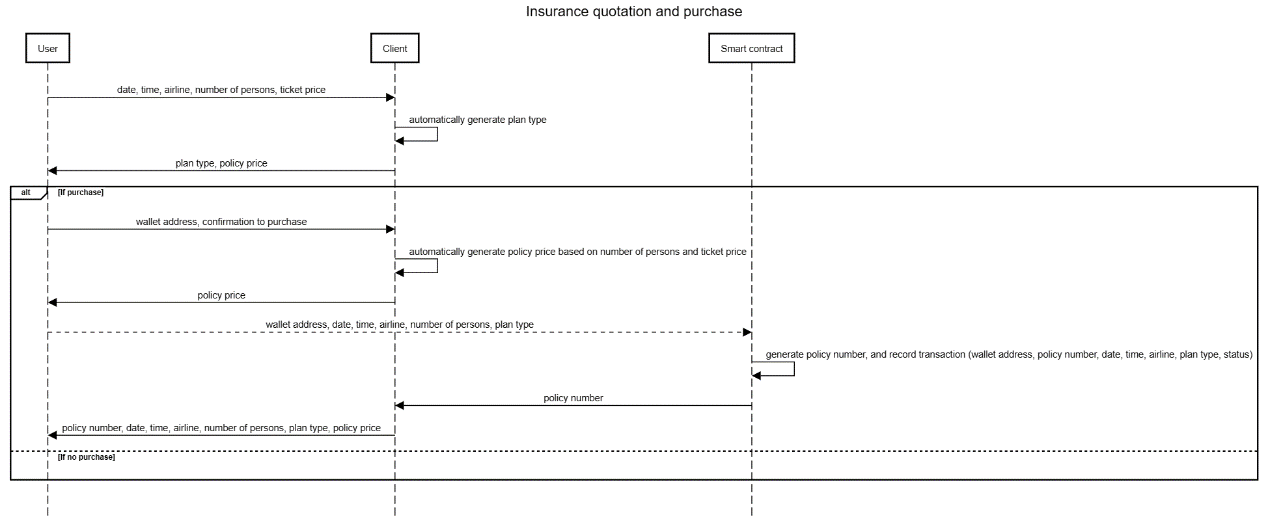 Insurance quotation and purchase
User
Client
Smart contract
date, time, airline, number of persons, ticket price
automatically generate plan type
plan type, policy price
alt
[If purchase]
wallet address, confirmation to purchase
automatically generate policy price based on number of persons and ticket price
policy price
wallet address, date, time, airline, number of persons, plan type
generate policy number, and record transaction (wallet address, policy number, date, time, airline, plan type, status)
policy number
policy number, date, time, airline, number of persons, plan type, policy price
[If no purchase]